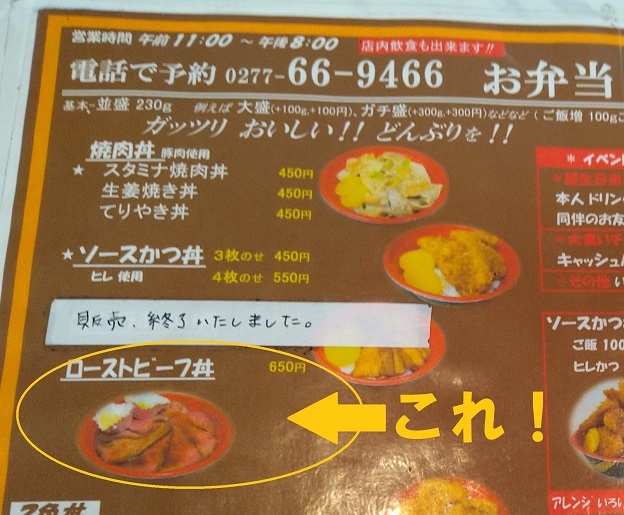 営業時間 午前 11:00 ～ 午後 8:00
店内飲食も出来ます!!
電話で予約 0277-66-9466 お弁当
基本-並盛 230g 例えば 大盛(+100g,+100円)、ガチ盛(+300g,+300円)などなど ( ご飯増 100g
ガッツリ おいしい!! どんぶりを!!
焼肉丼 豚肉使用
★ スタミナ焼肉丼 450円
生姜焼き丼 450円
てりやき丼 450円
★ソースかつ丼 3枚のせ 450円
ヒレ 使用 4枚のせ 550円
販売、終了いたしました。
ローストビーフ丼 650円
これ！
2色丼
* イベン
本人 ドリン
同伴のお友
キャッシュ
*その他 い
ソースかつ
ご飯 100
ヒレかつ
アレンジ いろい